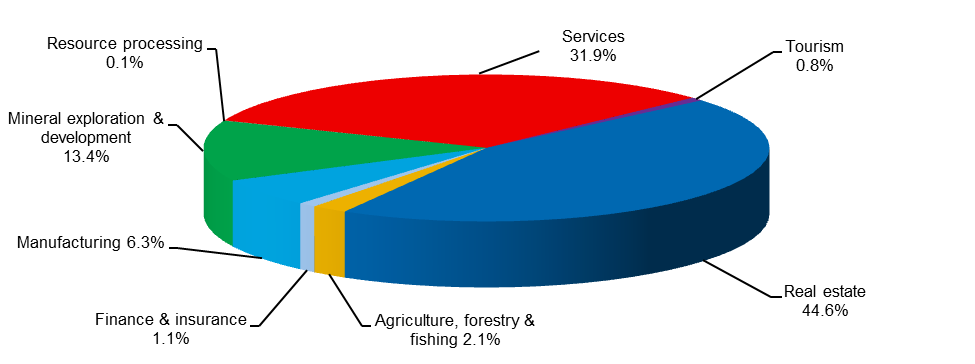 Services
31.9%
Tourism
0.8%
Resource processing
0.1%
Mineral exploration &
development
13.4%
Manufacturing 6.3%
Finance & insurance
1.1%
Agriculture, forestry &
fishing 2.1%
Real estate
44.6%